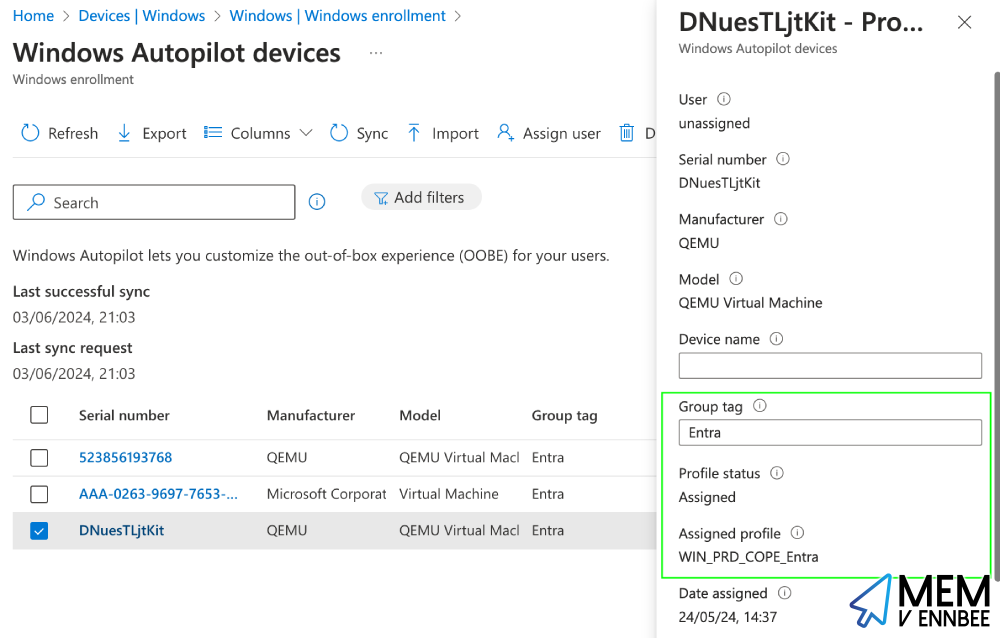 Home > Devices | Windows > Windows | Windows enrollment >
Windows Autopilot devices ...
Windows enrollment
Refresh Export Columns Sync Import Assign user D
Search
Add filters
Windows Autopilot lets you customize the out-of-box experience (OOBE) for your users.
Last successful sync
03/06/2024, 21:03
Last sync request
03/06/2024, 21:03
Serial number Manufacturer Model Group tag
523856193768 QEMU QEMU Virtual Macl Entra
AAA-0263-9697-7653-... Microsoft Corporat Virtual Machine Entra
DNuesTLjtKit QEMU QEMU Virtual Macl Entra
DNuesTLjtKit - Pro...
Windows Autopilot devices
User
unassigned
Serial number
DNuesTLjtKit
Manufacturer
QEMU
Model
QEMU Virtual Machine
Device name
Group tag
Entra
Profile status
Assigned
Assigned profile
WIN_PRD_COPE_Entra
Date assigned
24/05/24, 14:37
MEM
V ENNBEE